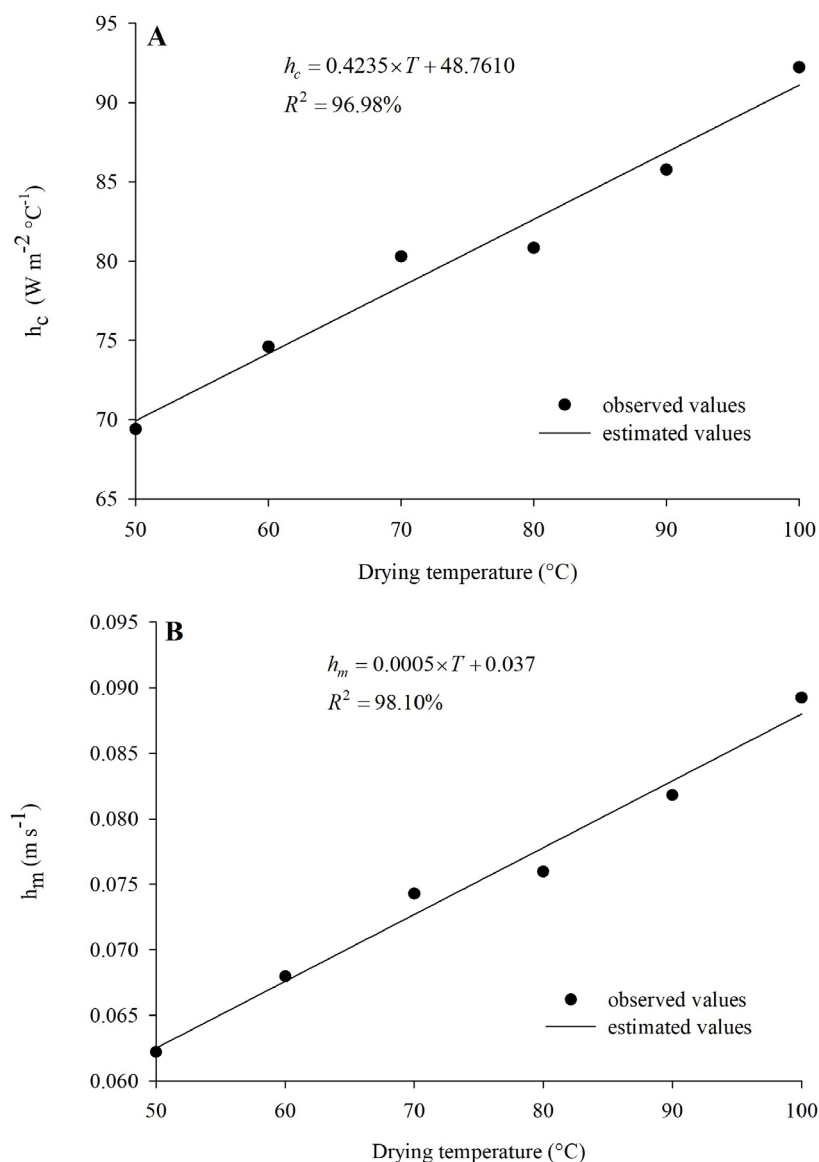 A
h_c = 0.4235×T + 48.7610
R² = 96.98%
95
90
85
80
75
70
65
h_c (W m⁻² °C⁻¹)
observed values
estimated values
50 60 70 80 90 100
Drying temperature (°C)
B
h_m = 0.0005×T + 0.037
R² = 98.10%
0.095
0.090
0.085
0.080
0.075
0.070
0.065
0.060
h_m (m s⁻¹)
observed values
estimated values
50 60 70 80 90 100
Drying temperature (°C)